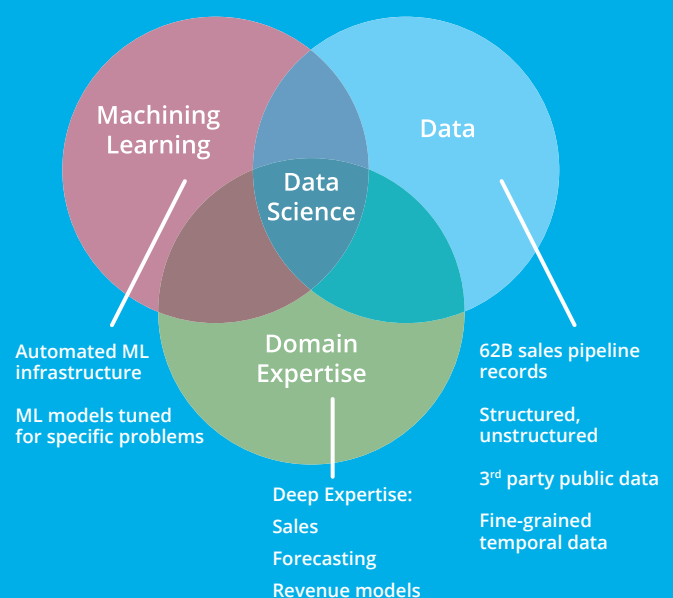 Machining
Learning
Data
Data
Science
Domain
Expertise
Automated ML
infrastructure
ML models tuned
for specific problems
62B sales pipeline
records
Structured,
unstructured
3rd party public data
Fine-grained
temporal data
Deep Expertise:
Sales
Forecasting
Revenue models